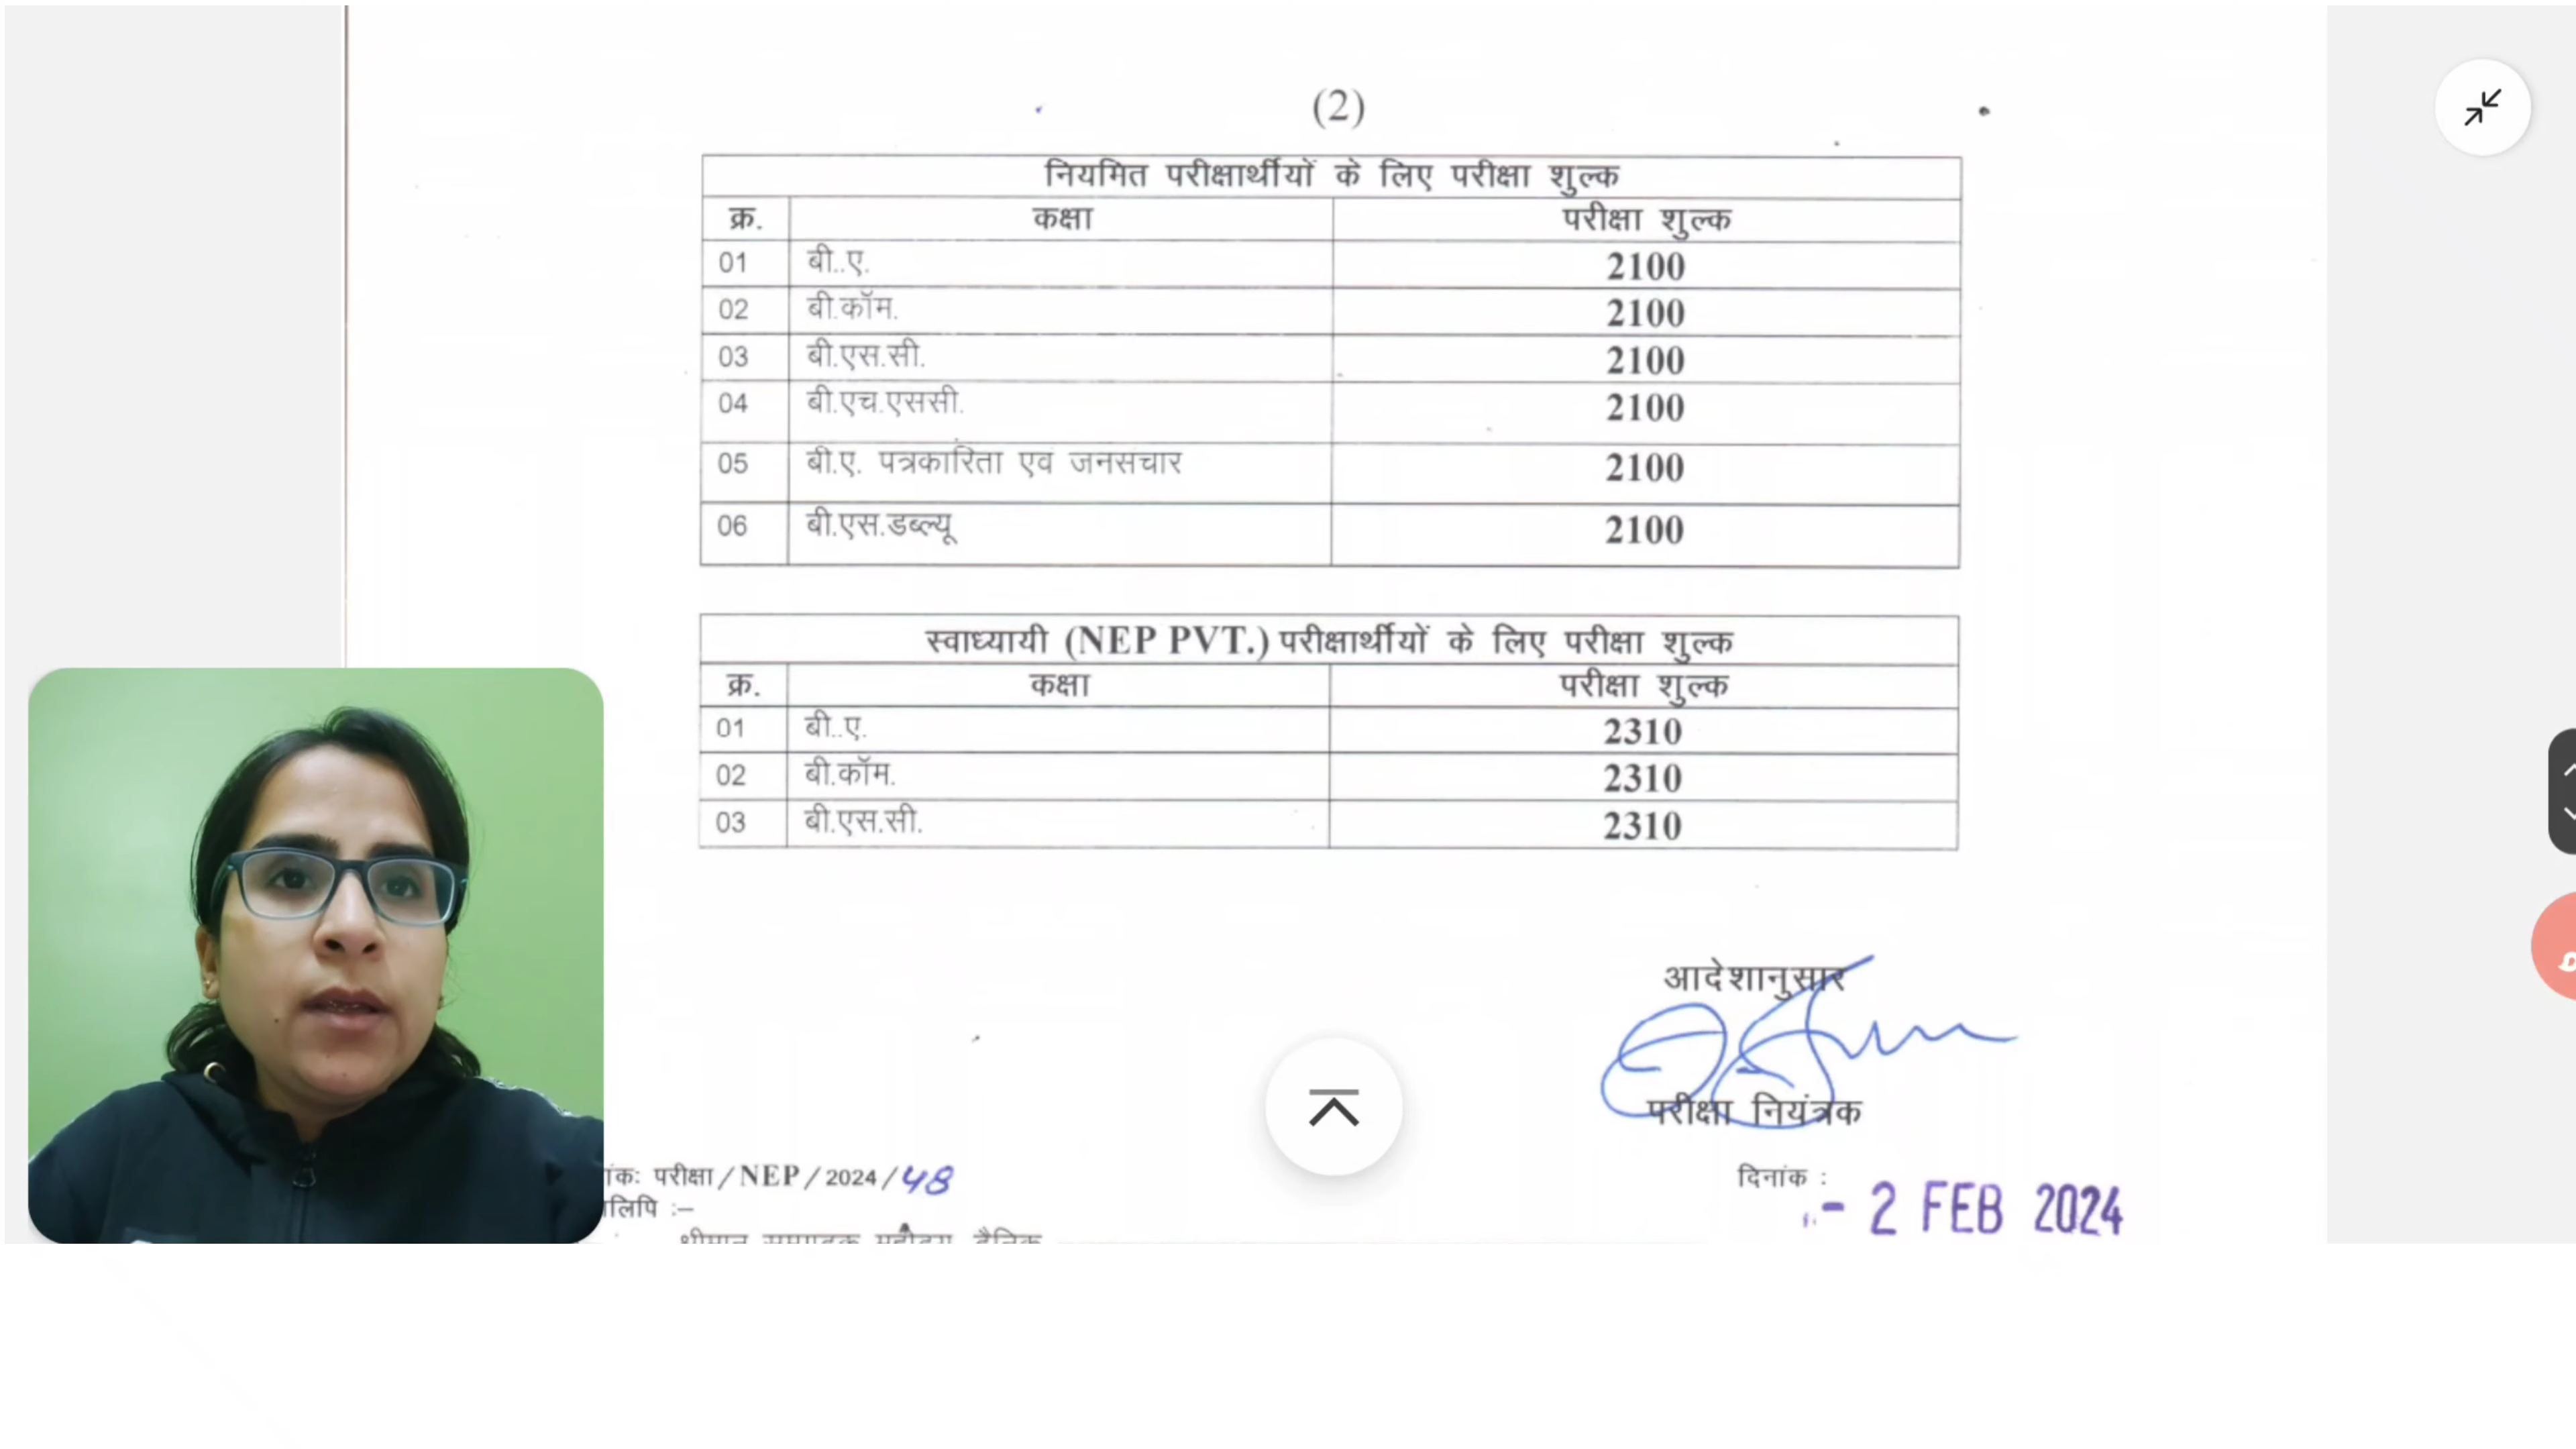 (2)
नियमित परीक्षार्थीयों के लिए परीक्षा शुल्क
क्र. कक्षा परीक्षा शुल्क
01 बी..ए. 2100
02 बी.कॉम. 2100
03 बी.एस.सी. 2100
04 बी.एच.एससी. 2100
05 बी.ए. पत्रकारिता एवं जनसंचार 2100
06 बी.एस.डब्ल्यू 2100
स्वाध्यायी (NEP PVT.) परीक्षार्थीयों के लिए परीक्षा शुल्क
क्र. कक्षा परीक्षा शुल्क
01 बी..ए. 2310
02 बी.कॉम. 2310
03 बी.एस.सी. 2310
आदेशानुसार
परीक्षा नियंत्रक
ांकः परीक्षा/NEP/2024/48 दिनांक :
लिपि :– - 2 FEB 2024